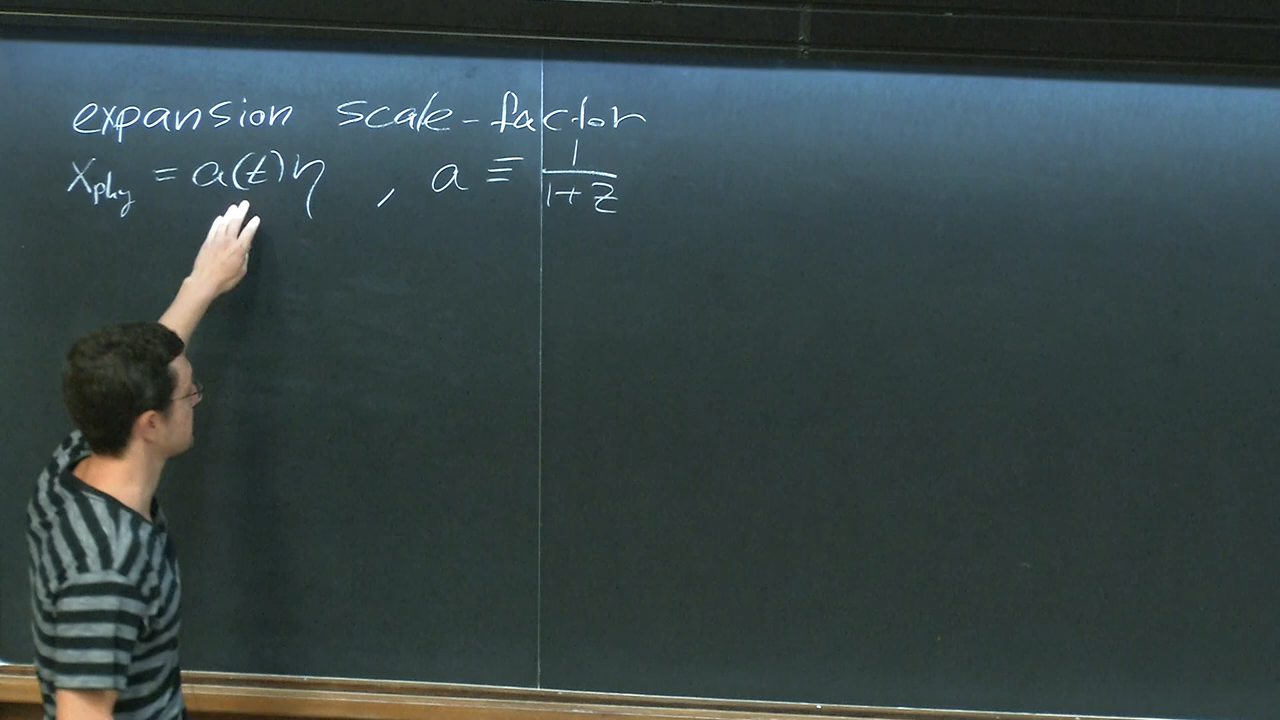 expansion scale-factor
x_phy = a(t)η , a ≡ 1/(1+z)